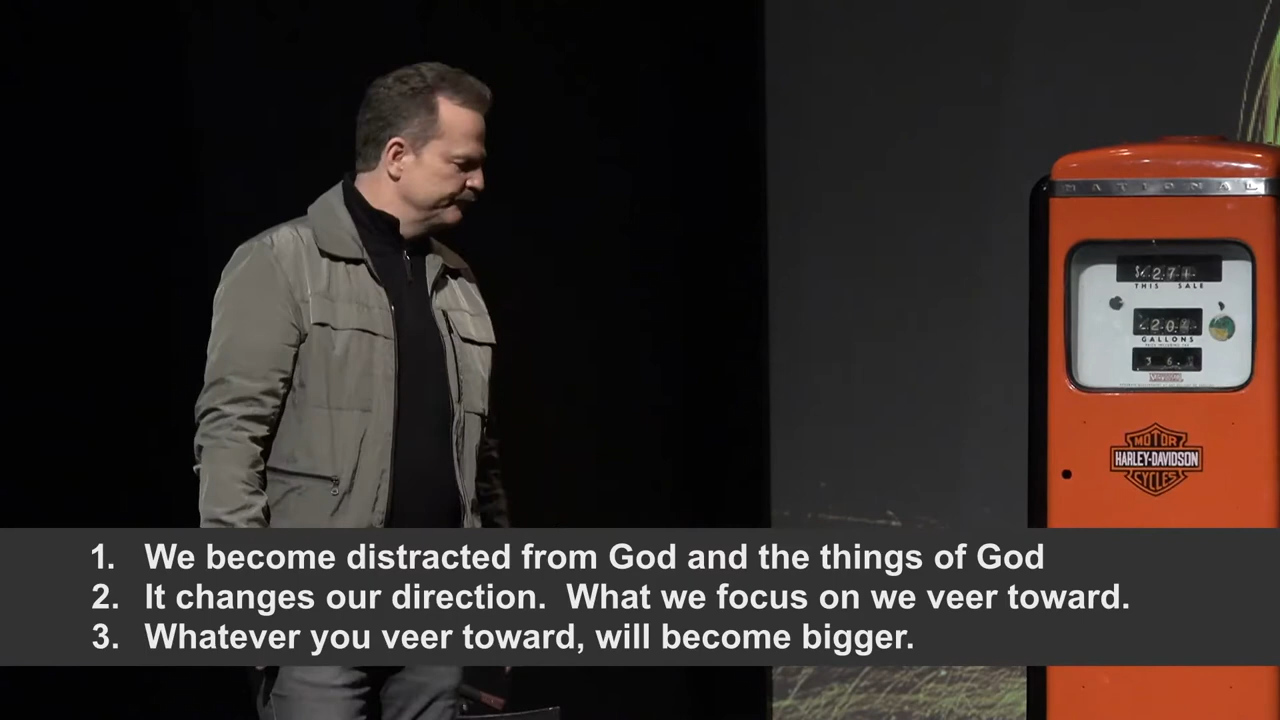 NATIONAL
THIS SALE
GALLONS
MOTOR
HARLEY-DAVIDSON
CYCLES
1. We become distracted from God and the things of God
2. It changes our direction.  What we focus on we veer toward.
3. Whatever you veer toward, will become bigger.